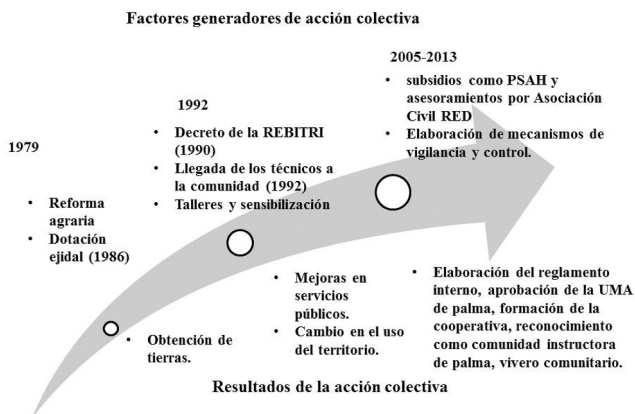 Factores generadores de acción colectiva
1979
• Reforma
agraria
• Dotación
ejidal (1986)
1992
• Decreto de la REBITRI
(1990)
• Llegada de los técnicos a
la comunidad (1992)
• Talleres y sensibilización
2005-2013
• subsidios como PSAH y
asesoramientos por Asociación
Civil RED
• Elaboración de mecanismos de
vigilancia y control.
• Obtención de
tierras.
• Mejoras en
servicios
públicos.
• Cambio en el uso
del territorio.
• Elaboración del reglamento
interno, aprobación de la UMA
de palma, formación de la
cooperativa, reconocimiento
como comunidad instructora
de palma, vivero comunitario.
Resultados de la acción colectiva